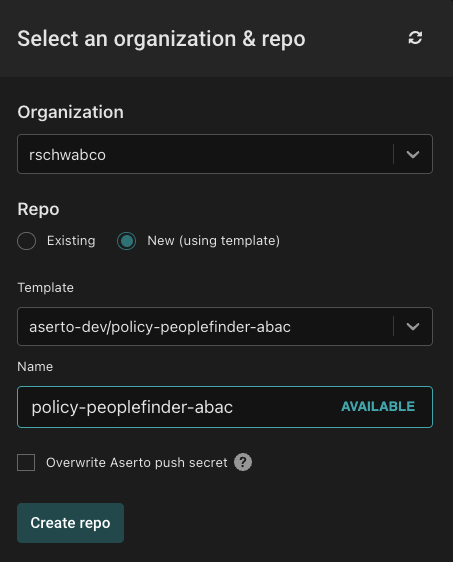 Select an organization & repo
Organization
rschwabco
Repo
Existing New (using template)
Template
aserto-dev/policy-peoplefinder-abac
Name
policy-peoplefinder-abac AVAILABLE
Overwrite Aserto push secret ?
Create repo